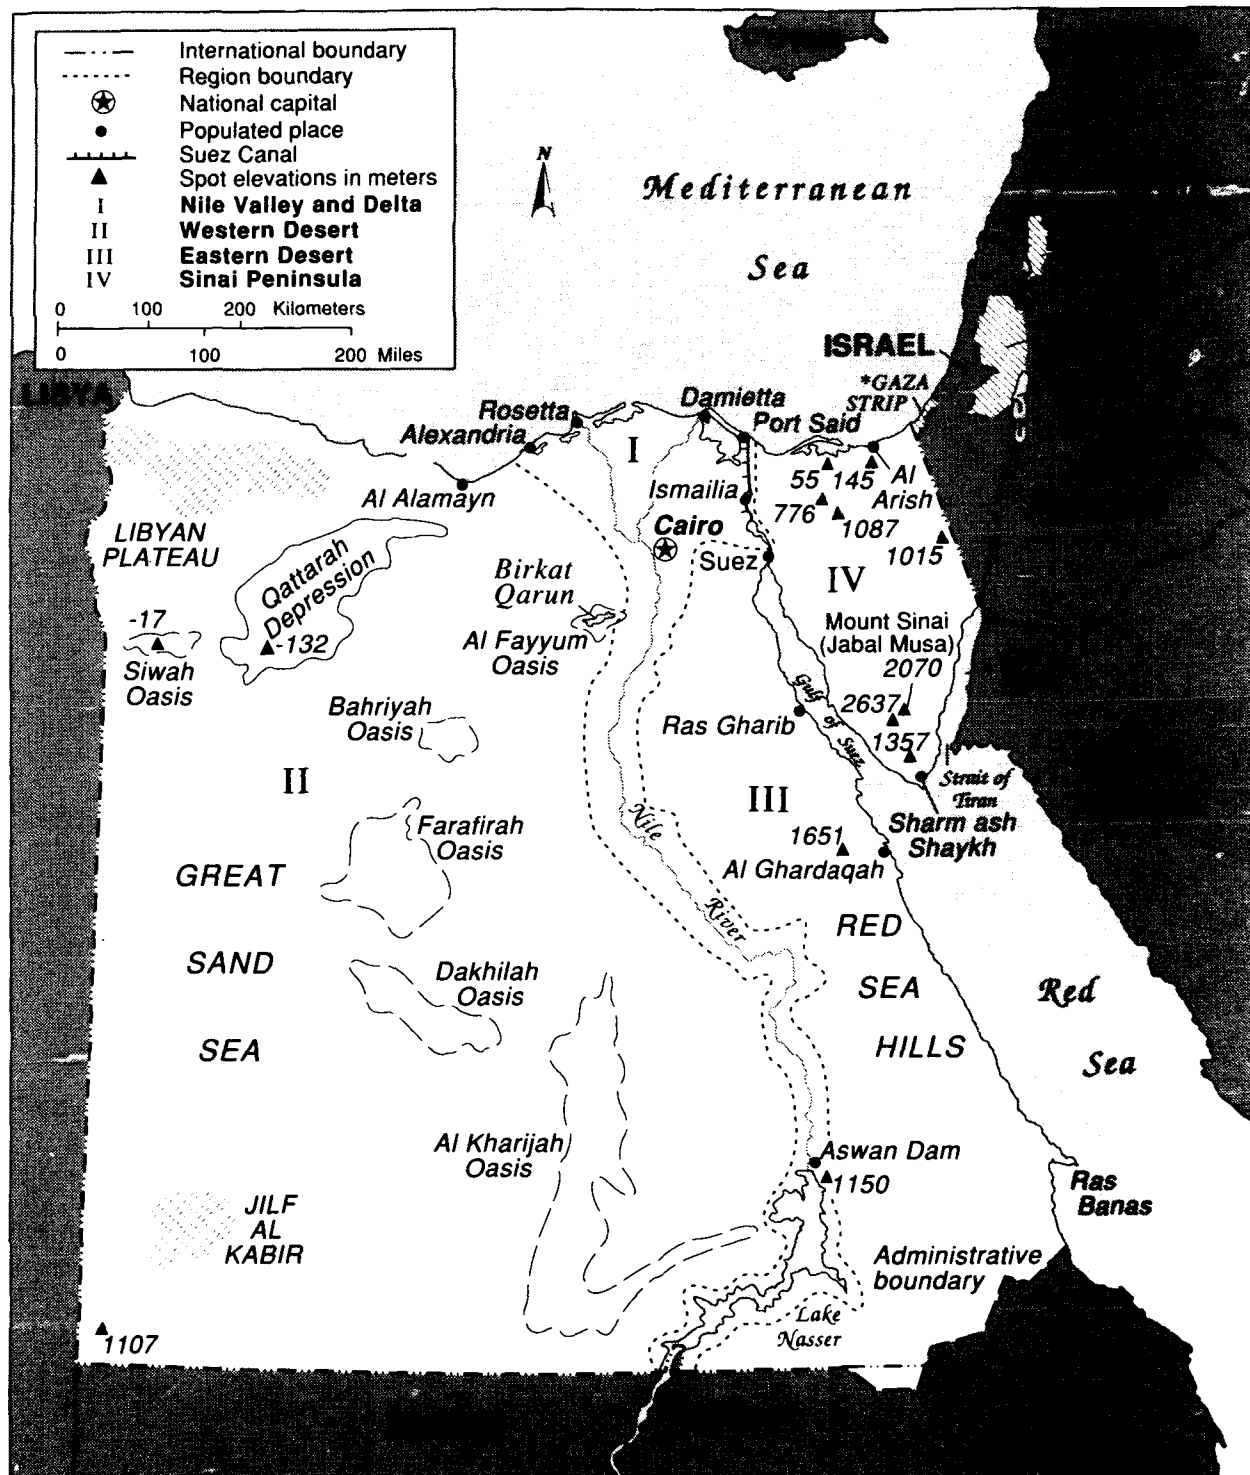 International boundary
Region boundary
National capital
Populated place
Suez Canal
Spot elevations in meters
I Nile Valley and Delta
II Western Desert
III Eastern Desert
IV Sinai Peninsula
0 100 200 Kilometers
0 100 200 Miles
N
Mediterranean
Sea
ISRAEL
*GAZA
STRIP
LIBYA
Rosetta
Alexandria
Damietta
Port Said
I
Al Alamayn
Ismailia
55 145
Al
Arish
776
1087
1015
Cairo
Suez
IV
LIBYAN
PLATEAU
Qattarah
Depression
-132
-17
Siwah
Oasis
Birkat
Qarun
Al Fayyum
Oasis
Mount Sinai
(Jabal Musa)
2070
2637
1357
Gulf of Suez
Ras Gharib
Bahriyah
Oasis
II
III
Strait of
Tiran
Sharm ash
Shaykh
Nile
River
1651
Al Ghardaqah
Farafirah
Oasis
GREAT
SAND
SEA
RED
SEA
HILLS
Red
Sea
Dakhilah
Oasis
Al Kharijah
Oasis
Aswan Dam
1150
Ras
Banas
JILF
AL
KABIR
Administrative
boundary
Lake
Nasser
1107